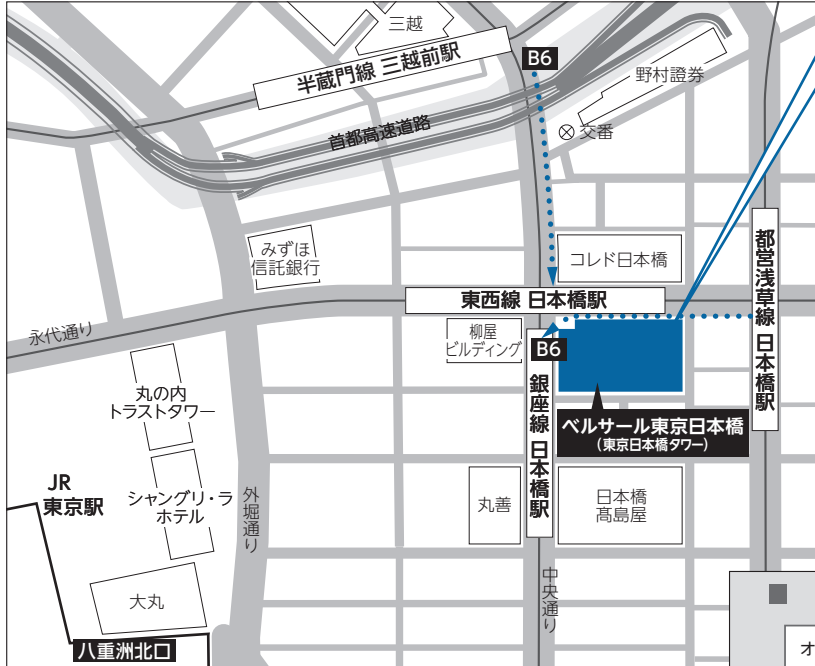 三越
B6
半蔵門線 三越前駅
野村證券
首都高速道路
交番
みずほ
信託銀行
コレド日本橋
都営浅草線 日本橋駅
東西線 日本橋駅
永代通り
柳屋
ビルディング
B6
銀座線 日本橋駅
丸の内
トラストタワー
ベルサール東京日本橋
(東京日本橋タワー)
JR
東京駅
シャングリ・ラ
ホテル
外堀通り
丸善
日本橋
髙島屋
大丸
中央通り
八重洲北口
オ